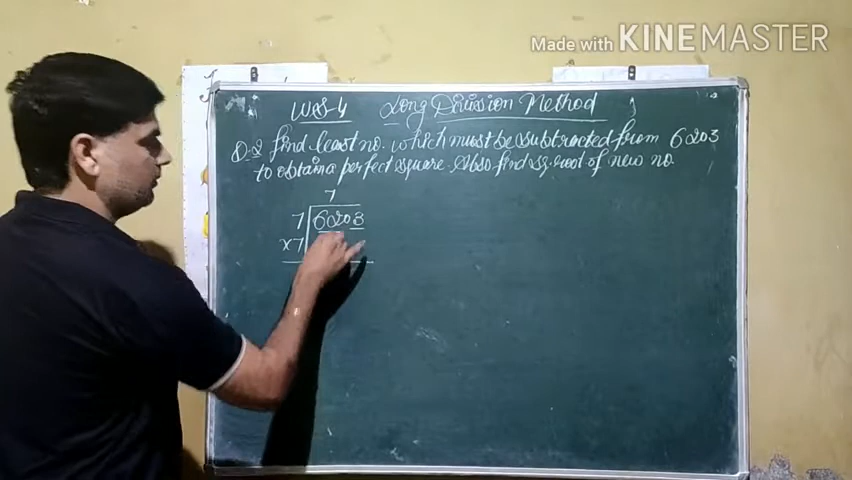 Made with KINEMASTER
W/S-4 Long Division Method
Q.2 find least no. which must be subtracted from 6203
to obtain a perfect square. Also find sq. root of new no.
7
7 6203
x7